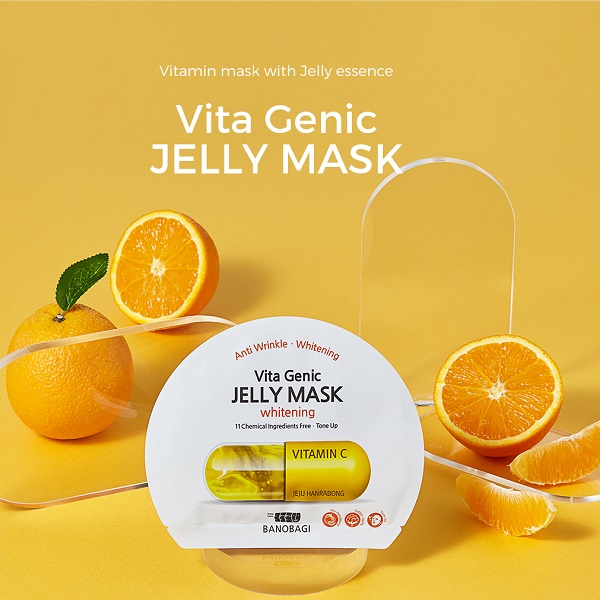 Vitamin mask with Jelly essence
Vita Genic
JELLY MASK
Anti Wrinkle · Whitening
Vita Genic
JELLY MASK
whitening
11 Chemical Ingredients Free · Tone Up
VITAMIN C
JEJU HANRABONG
BANOBAGI